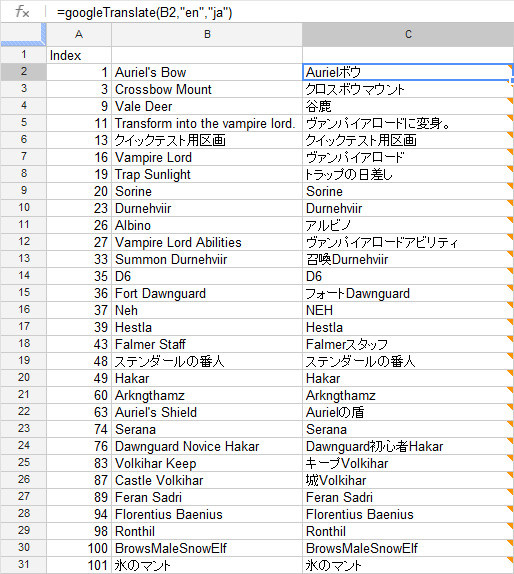 fx =googleTranslate(B2,"en","ja")
A B C
1 Index
2 1 Auriel's Bow Aurielボウ
3 3 Crossbow Mount クロスボウマウント
4 9 Vale Deer 谷鹿
5 11 Transform into the vampire lord. ヴァンパイアロードに変身。
6 13 クイックテスト用区画 クイックテスト用区画
7 16 Vampire Lord ヴァンパイアロード
8 19 Trap Sunlight トラップの日差し
9 20 Sorine Sorine
10 23 Durnehviir Durnehviir
11 26 Albino アルビノ
12 27 Vampire Lord Abilities ヴァンパイアロードアビリティ
13 33 Summon Durnehviir 召喚Durnehviir
14 35 D6 D6
15 36 Fort Dawnguard フォートDawnguard
16 37 Neh NEH
17 39 Hestla Hestla
18 43 Falmer Staff Falmerスタッフ
19 48 ステンダールの番人 ステンダールの番人
20 49 Hakar Hakar
21 60 Arkngthamz Arkngthamz
22 63 Auriel's Shield Aurielの盾
23 74 Serana Serana
24 76 Dawnguard Novice Hakar Dawnguard初心者Hakar
25 83 Volkihar Keep キープVolkihar
26 87 Castle Volkihar 城Volkihar
27 89 Feran Sadri Feran Sadri
28 94 Florentius Baenius Florentius Baenius
29 98 Ronthil Ronthil
30 100 BrowsMaleSnowElf BrowsMaleSnowElf
31 101 氷のマント 氷のマント